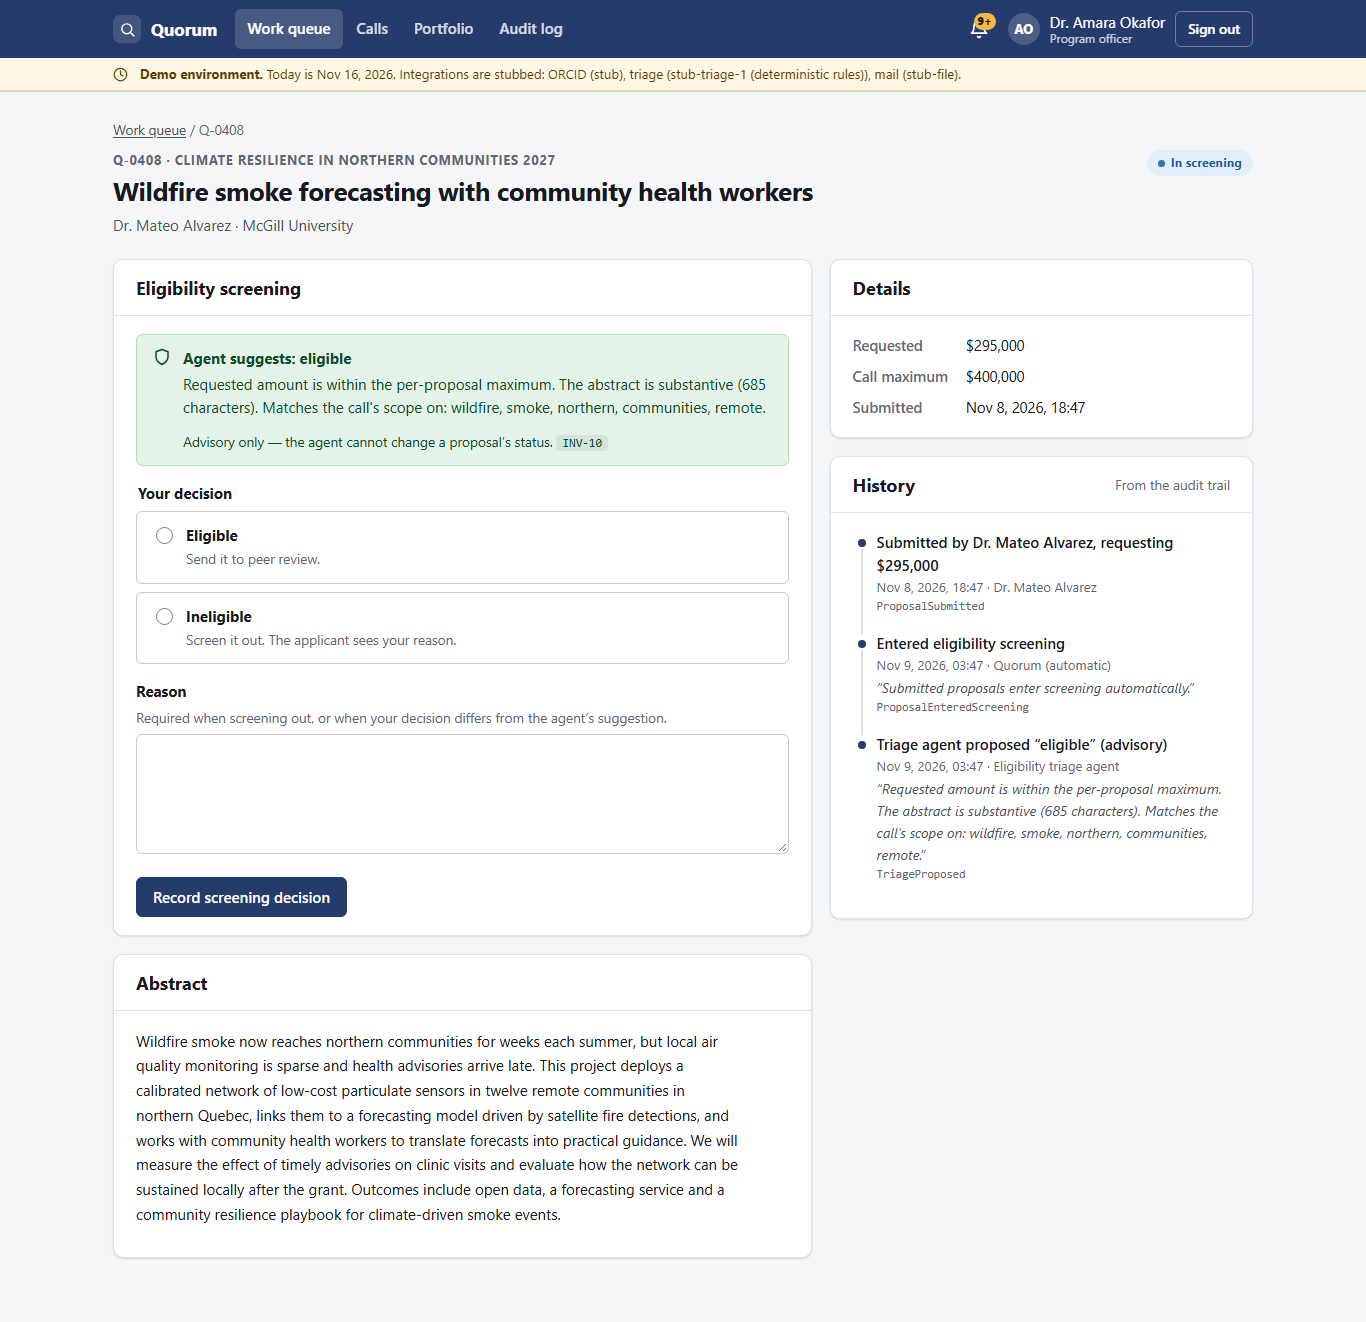 Quorum
Work queue
Calls
Portfolio
Audit log
9+
AO
Dr. Amara Okafor
Program officer
Sign out
Demo environment. Today is Nov 16, 2026. Integrations are stubbed: ORCID (stub), triage (stub-triage-1 (deterministic rules)), mail (stub-file).
Work queue / Q-0408
Q-0408 · CLIMATE RESILIENCE IN NORTHERN COMMUNITIES 2027
In screening
Wildfire smoke forecasting with community health workers
Dr. Mateo Alvarez · McGill University
Eligibility screening
Agent suggests: eligible
Requested amount is within the per-proposal maximum. The abstract is substantive (685
characters). Matches the call's scope on: wildfire, smoke, northern, communities, remote.
Advisory only — the agent cannot change a proposal’s status. INV-10
Your decision
Eligible
Send it to peer review.
Ineligible
Screen it out. The applicant sees your reason.
Reason
Required when screening out, or when your decision differs from the agent’s suggestion.
Record screening decision
Abstract
Wildfire smoke now reaches northern communities for weeks each summer, but local air
quality monitoring is sparse and health advisories arrive late. This project deploys a
calibrated network of low-cost particulate sensors in twelve remote communities in
northern Quebec, links them to a forecasting model driven by satellite fire detections, and
works with community health workers to translate forecasts into practical guidance. We will
measure the effect of timely advisories on clinic visits and evaluate how the network can be
sustained locally after the grant. Outcomes include open data, a forecasting service and a
community resilience playbook for climate-driven smoke events.
Details
Requested $295,000
Call maximum $400,000
Submitted Nov 8, 2026, 18:47
History
From the audit trail
Submitted by Dr. Mateo Alvarez, requesting
$295,000
Nov 8, 2026, 18:47 · Dr. Mateo Alvarez
ProposalSubmitted
Entered eligibility screening
Nov 9, 2026, 03:47 · Quorum (automatic)
“Submitted proposals enter screening automatically.”
ProposalEnteredScreening
Triage agent proposed “eligible” (advisory)
Nov 9, 2026, 03:47 · Eligibility triage agent
“Requested amount is within the per-proposal maximum.
The abstract is substantive (685 characters). Matches the
call's scope on: wildfire, smoke, northern, communities,
remote.”
TriageProposed